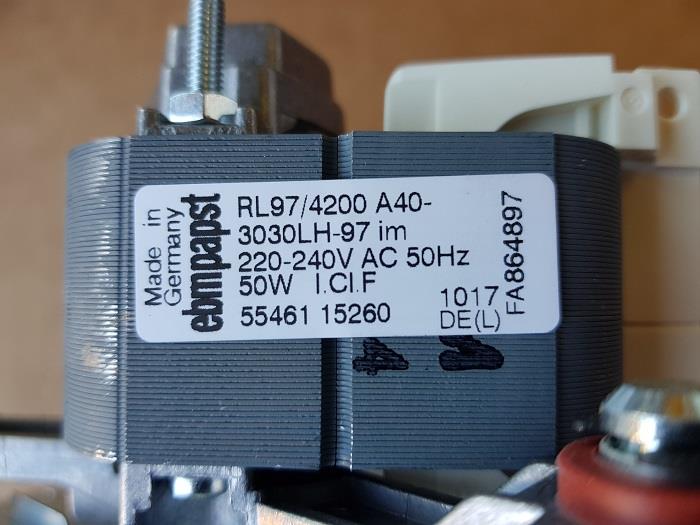 Made in
Germany
ebmpapst
RL97/4200 A40-
3030LH-97 im
220-240V AC 50Hz
50W I.Cl.F
55461 15260
1017
DE(L)
FA864897